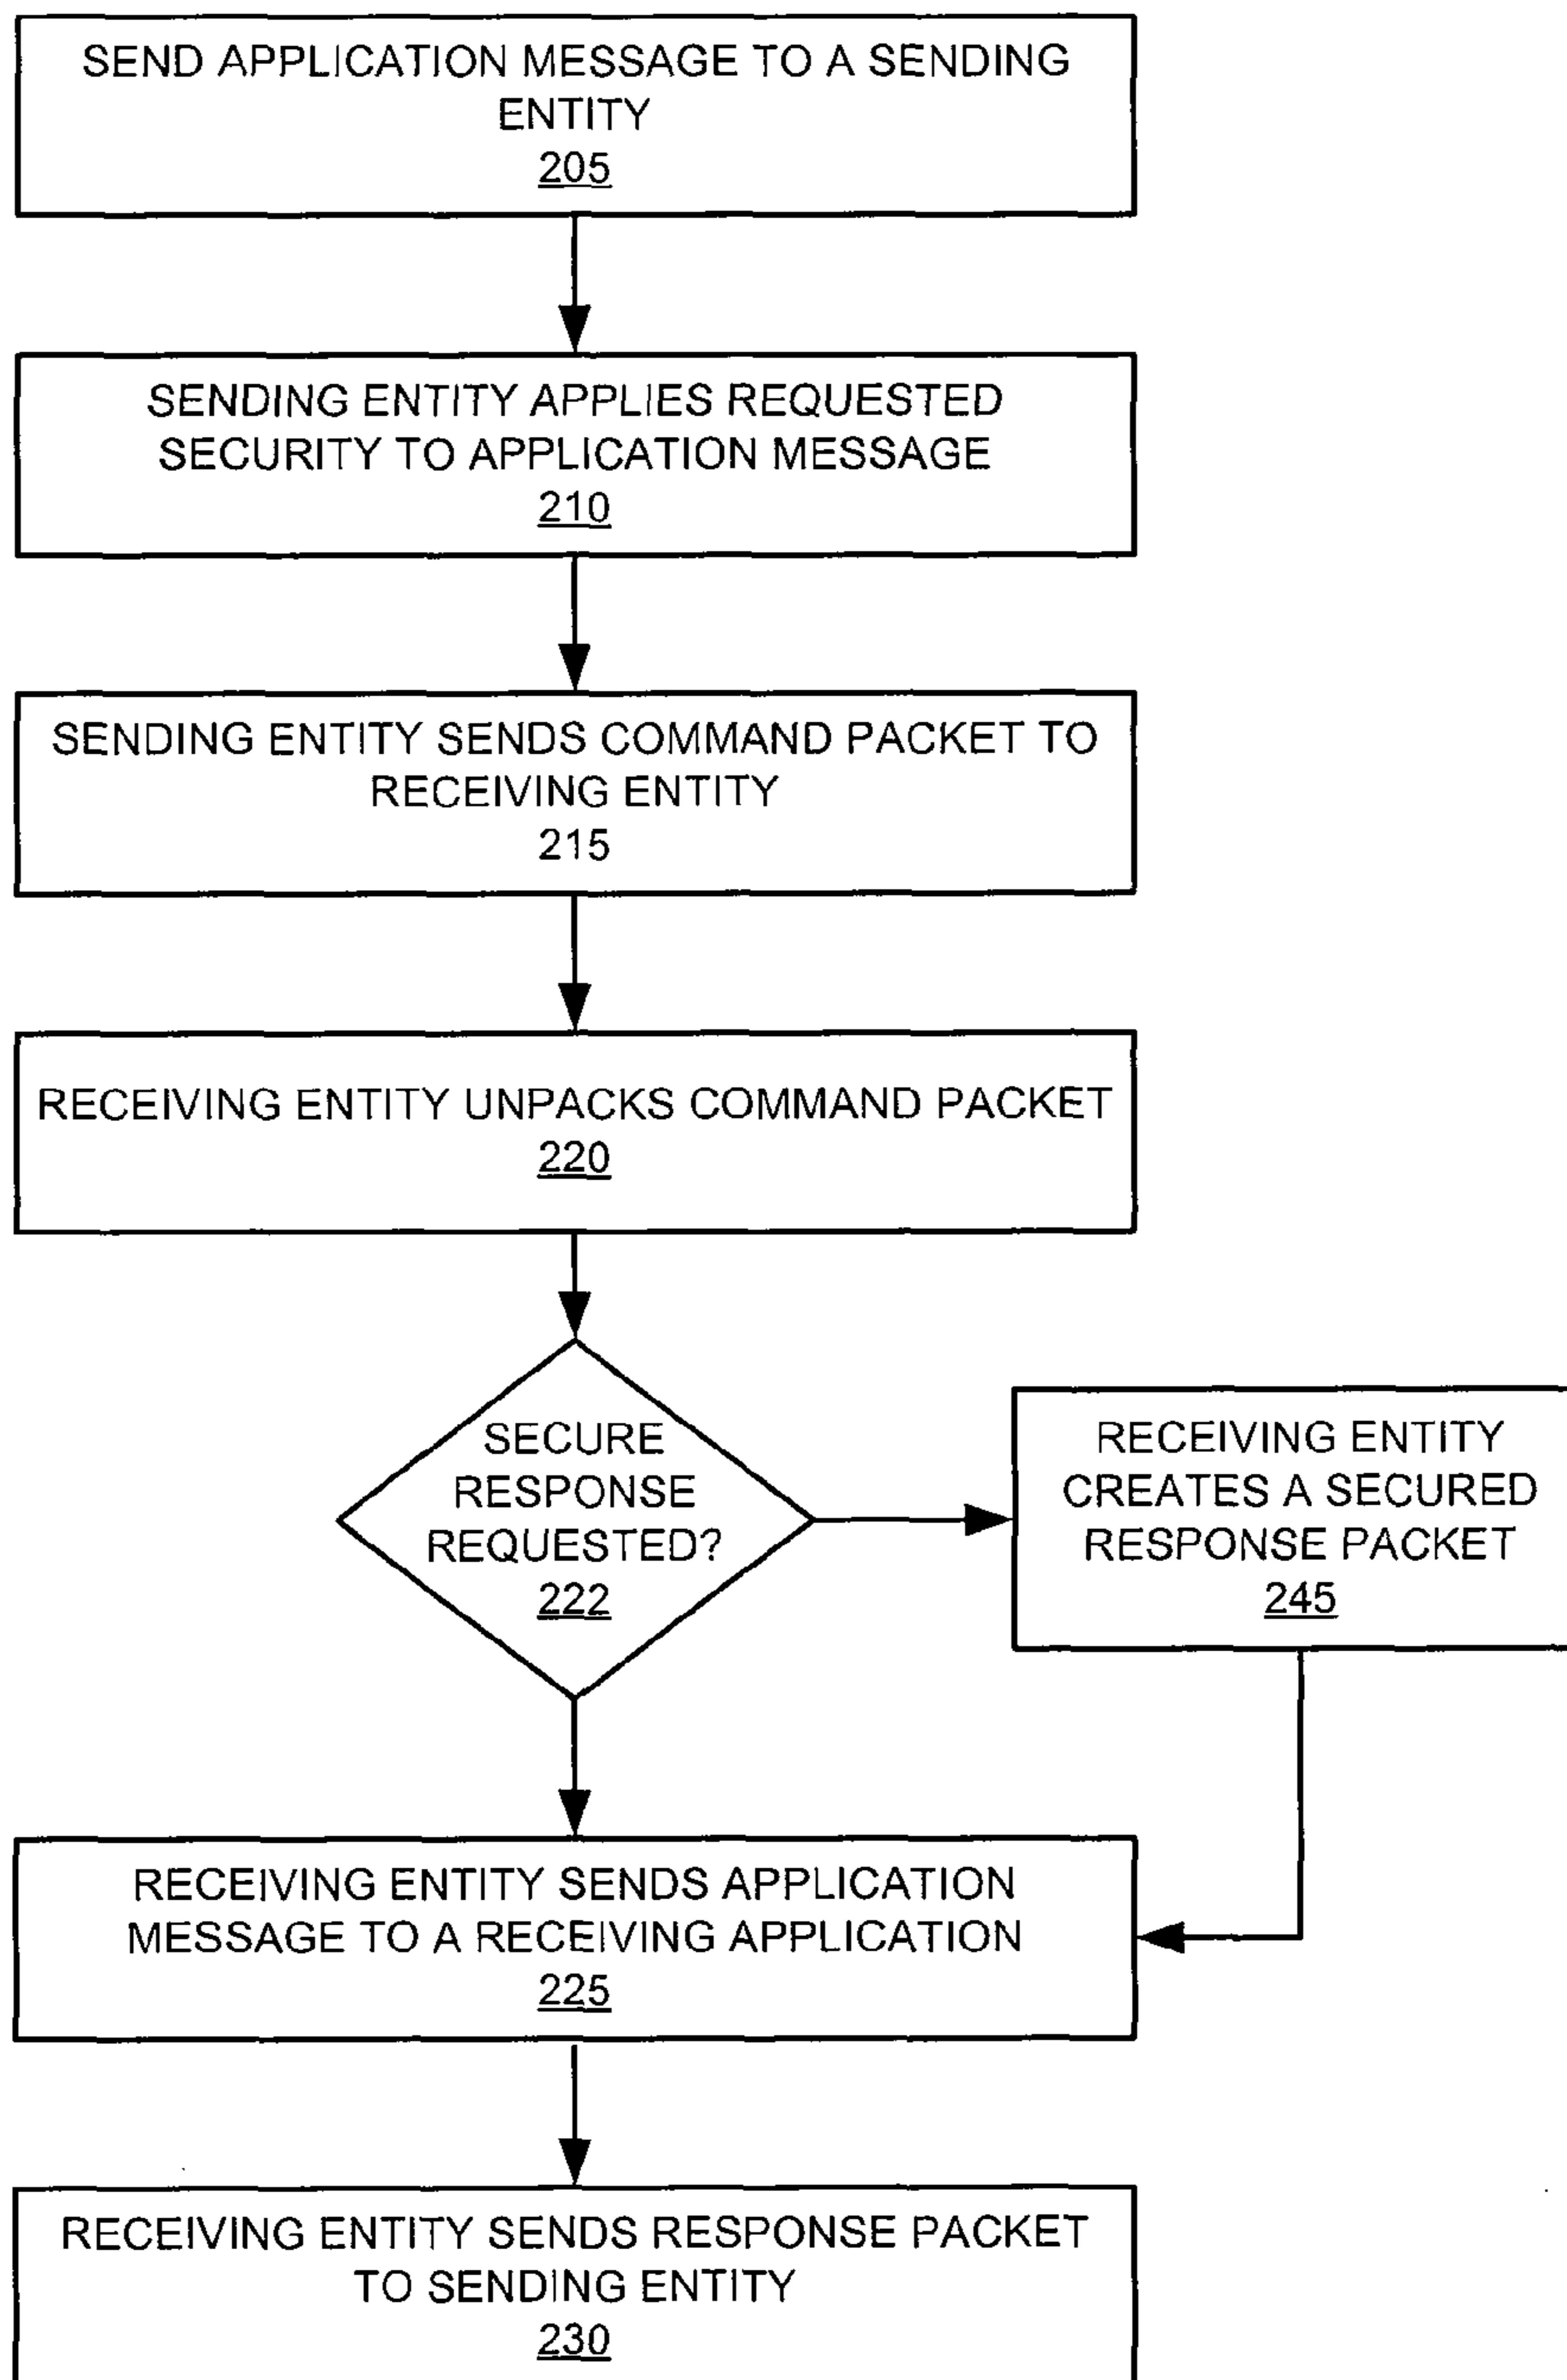 SEND APPLICATION MESSAGE TO A SENDING
ENTITY
205
SENDING ENTITY APPLIES REQUESTED
SECURITY TO APPLICATION MESSAGE
210
SENDING ENTITY SENDS COMMAND PACKET TO
RECEIVING ENTITY
215
RECEIVING ENTITY UNPACKS COMMAND PACKET
220
SECURE
RESPONSE
REQUESTED?
222
RECEIVING ENTITY
CREATES A SECURED
RESPONSE PACKET
245
RECEIVING ENTITY SENDS APPLICATION
MESSAGE TO A RECEIVING APPLICATION
225
RECEIVING ENTITY SENDS RESPONSE PACKET
TO SENDING ENTITY
230